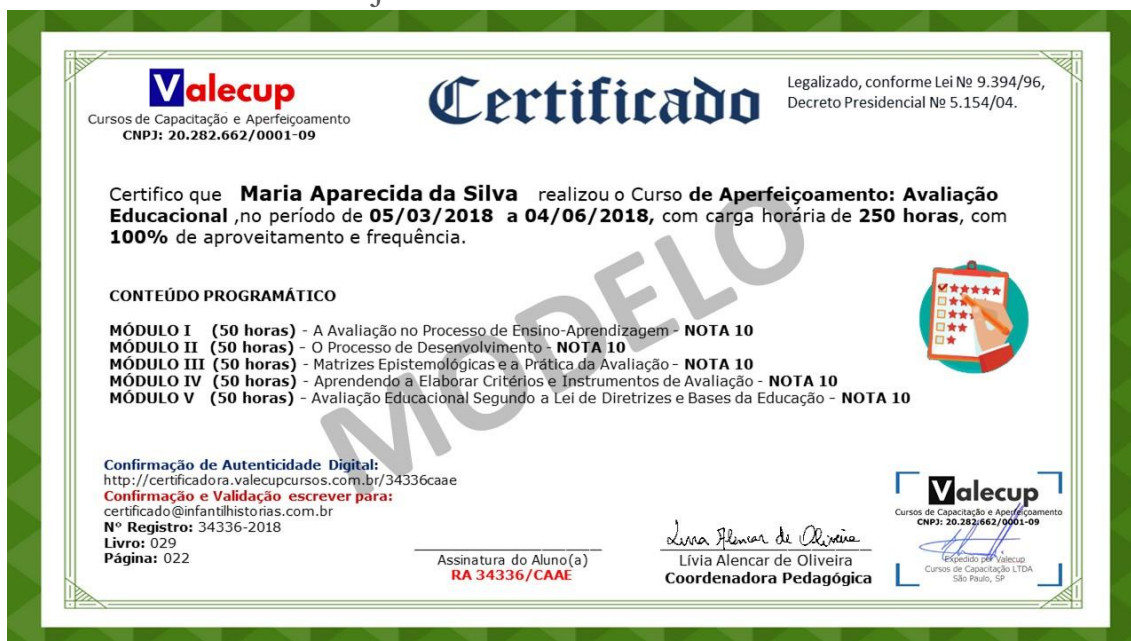 Valecup
Cursos de Capacitação e Aperfeiçoamento
CNPJ: 20.282.662/0001-09
Certificado
Legalizado, conforme Lei Nº 9.394/96,
Decreto Presidencial Nº 5.154/04.
Certifico que Maria Aparecida da Silva realizou o Curso de Aperfeiçoamento: Avaliação
Educacional ,no período de 05/03/2018 a 04/06/2018, com carga horária de 250 horas, com
100% de aproveitamento e frequência.
MODELO
CONTEÚDO PROGRAMÁTICO
MÓDULO I (50 horas) - A Avaliação no Processo de Ensino-Aprendizagem - NOTA 10
MÓDULO II (50 horas) - O Processo de Desenvolvimento - NOTA 10
MÓDULO III (50 horas) - Matrizes Epistemológicas e a Prática da Avaliação - NOTA 10
MÓDULO IV (50 horas) - Aprendendo a Elaborar Critérios e Instrumentos de Avaliação - NOTA 10
MÓDULO V (50 horas) - Avaliação Educacional Segundo a Lei de Diretrizes e Bases da Educação - NOTA 10
Confirmação de Autenticidade Digital:
http://certificadora.valecupcursos.com.br/34336caae
Confirmação e Validação escrever para:
certificado@infantilhistorias.com.br
Nº Registro: 34336-2018
Livro: 029
Página: 022
Assinatura do Aluno(a)
RA 34336/CAAE
Lívia Alencar de Oliveira
Lívia Alencar de Oliveira
Coordenadora Pedagógica
Valecup
Cursos de Capacitação e Aperfeiçoamento
CNPJ: 20.282.662/0001-09
Expedido por Valecup
Cursos de Capacitação LTDA
São Paulo, SP